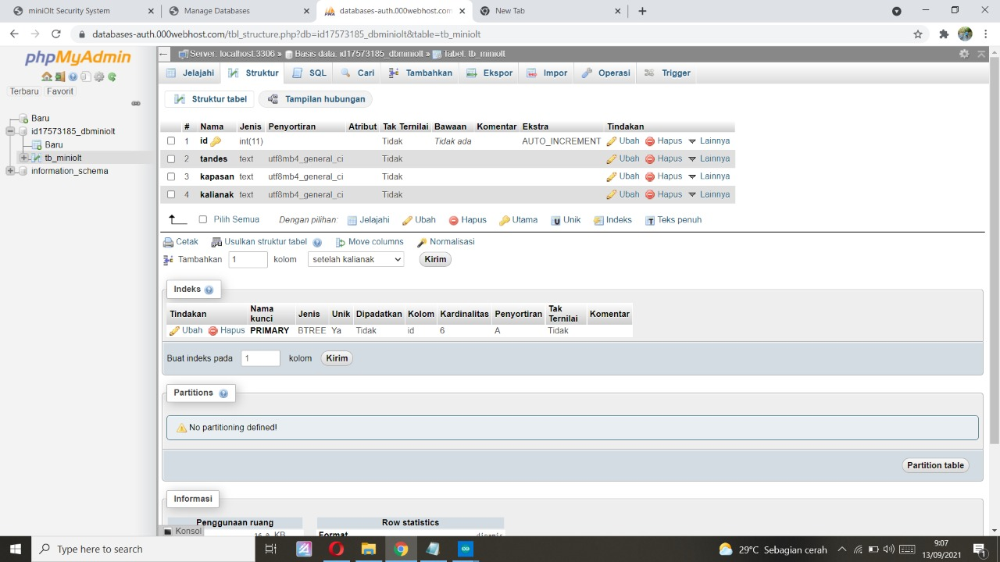 miniOlt Security System
Manage Databases
databases-auth.000webhost.com
New Tab
databases-auth.000webhost.com/tbl_structure.php?db=id17573185_dbminiolt&table=tb_miniolt
phpMyAdmin
Terbaru Favorit
Baru
id17573185_dbminiolt
Baru
tb_miniolt
information_schema
Server: localhost:3306 » Basis data: id17573185_dbminiolt » Tabel: tb_miniolt
Jelajahi Struktur SQL Cari Tambahkan Ekspor Impor Operasi Trigger
Struktur tabel Tampilan hubungan
# Nama Jenis Penyortiran Atribut Tak Ternilai Bawaan Komentar Ekstra Tindakan
1 id int(11) Tidak Tidak ada AUTO_INCREMENT Ubah Hapus Lainnya
2 tandes text utf8mb4_general_ci Tidak Ubah Hapus Lainnya
3 kapasan text utf8mb4_general_ci Tidak Ubah Hapus Lainnya
4 kalianak text utf8mb4_general_ci Tidak Ubah Hapus Lainnya
Pilih Semua Dengan pilihan: Jelajahi Ubah Hapus Utama Unik Indeks Teks penuh
Cetak Usulkan struktur tabel Move columns Normalisasi
Tambahkan 1 kolom setelah kalianak Kirim
Indeks
Tindakan Nama kunci Jenis Unik Dipadatkan Kolom Kardinalitas Penyortiran Tak Ternilai Komentar
Ubah Hapus PRIMARY BTREE Ya Tidak id 6 A Tidak
Buat indeks pada 1 kolom Kirim
Partitions
No partitioning defined!
Partition table
Informasi
Penggunaan ruang Row statistics
Konsol KB Format
Type here to search
29°C Sebagian cerah
9:07
13/09/2021
1